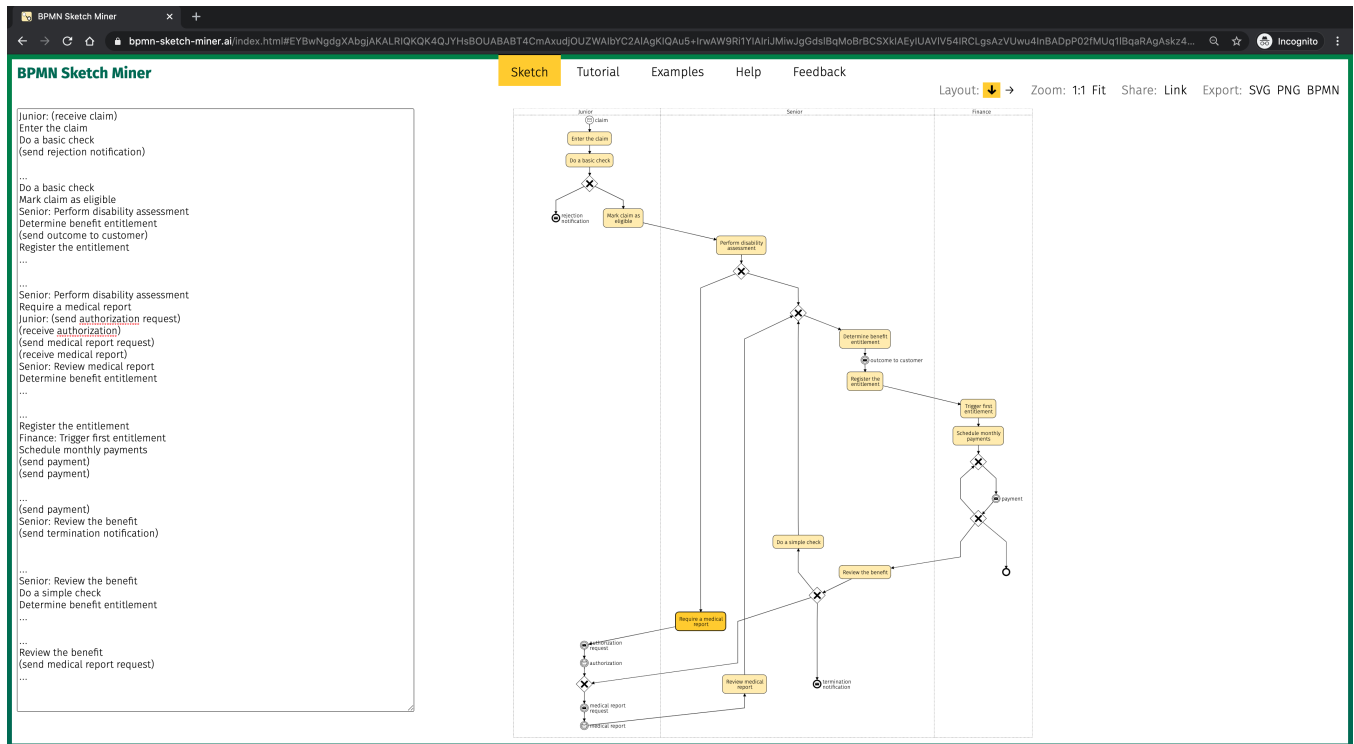 BPMN Sketch Miner
bpmn-sketch-miner.ai/index.html#EYBwNgdgXAbgjAKALRIQKQK4QJYHsBOUABABT4CmAxudjOUZWAIbYC2AIAgKIQAu5+IrwAW9Ri1YIAIriJMiwJgGdsIBqMoBrBCSXkIAEyIUAVIV54IRCLgsAzVUwu4InBADpP02fMUq1IBqaRAgAskz4...
Incognito
BPMN Sketch Miner
Sketch Tutorial Examples Help Feedback
Layout: Zoom: 1:1 Fit Share: Link Export: SVG PNG BPMN
Junior: (receive claim)
Enter the claim
Do a basic check
(send rejection notification)
...
Do a basic check
Mark claim as eligible
Senior: Perform disability assessment
Determine benefit entitlement
(send outcome to customer)
Register the entitlement
...
...
Senior: Perform disability assessment
Require a medical report
Junior: (send authorization request)
(receive authorization)
(send medical report request)
(receive medical report)
Senior: Review medical report
Determine benefit entitlement
...
...
Register the entitlement
Finance: Trigger first entitlement
Schedule monthly payments
(send payment)
(send payment)
...
(send payment)
Senior: Review the benefit
(send termination notification)
...
Senior: Review the benefit
Do a simple check
Determine benefit entitlement
...
...
Review the benefit
(send medical report request)
...
Junior Senior Finance
claim
Enter the claim
Do a basic check
rejection
notification
Mark claim as
eligible
Perform disability
assessment
Determine benefit
entitlement
outcome to customer
Register the
entitlement
Trigger first
entitlement
Schedule monthly
payments
payment
Do a simple check
Review the benefit
Require a medical
report
authorization
request
authorization
Review medical
report
termination
notification
medical report
request
medical report